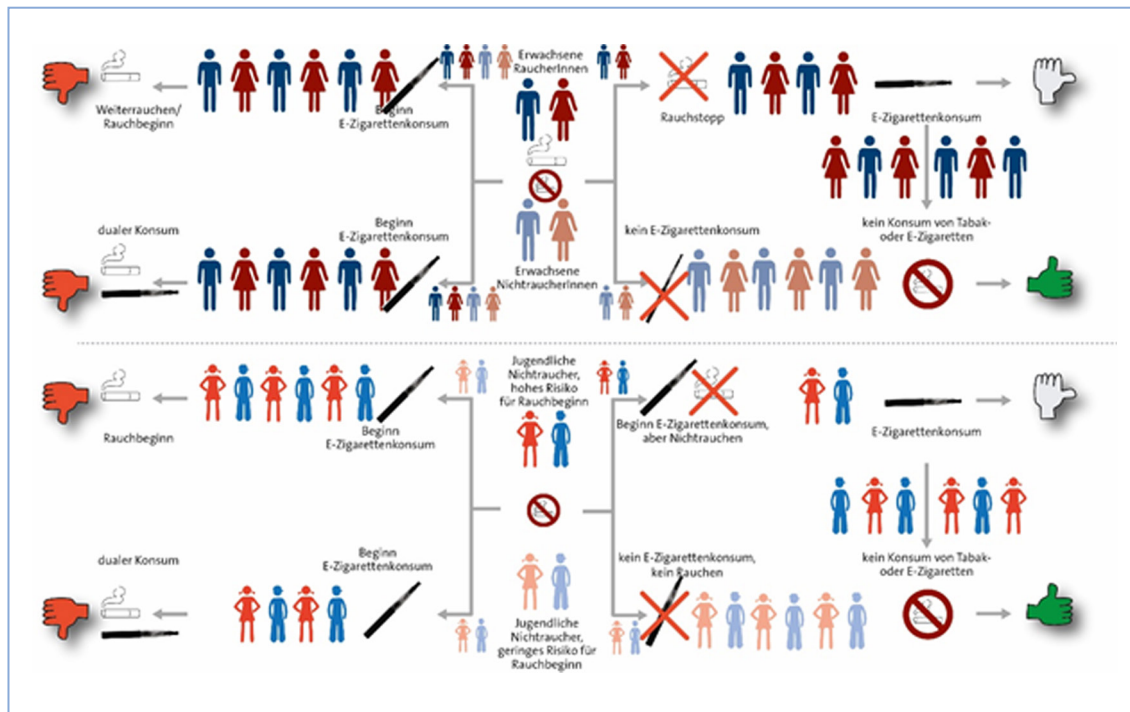 Erwachsene
RaucherInnen
Weiterrauchen/
Rauchbeginn
Beginn
E-Zigarettenkonsum
Rauchstopp
E-Zigarettenkonsum
dualer Konsum
Beginn
E-Zigarettenkonsum
kein E-Zigarettenkonsum
kein Konsum von Tabak-
oder E-Zigaretten
Erwachsene
NichtraucherInnen
Jugendliche
Nichtraucher,
hohes Risiko
für Rauchbeginn
Rauchbeginn
Beginn
E-Zigarettenkonsum
Beginn E-Zigarettenkonsum,
aber Nichtrauchen
E-Zigarettenkonsum
dualer Konsum
Beginn
E-Zigarettenkonsum
kein E-Zigarettenkonsum,
kein Rauchen
kein Konsum von Tabak-
oder E-Zigaretten
Jugendliche
Nichtraucher,
geringes Risiko für
Rauchbeginn